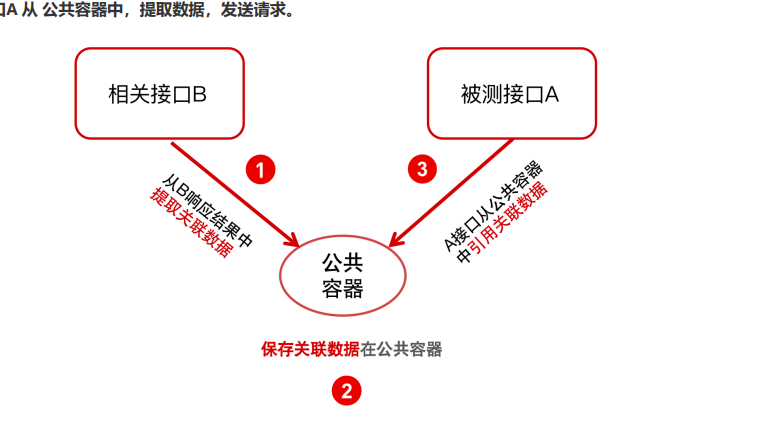 口A 从 公共容器中，提取数据，发送请求。
相关接口B
被测接口A
1
3
从B响应结果中
提取关联数据
A接口从公共容器
中引用关联数据
公共
容器
保存关联数据在公共容器
2